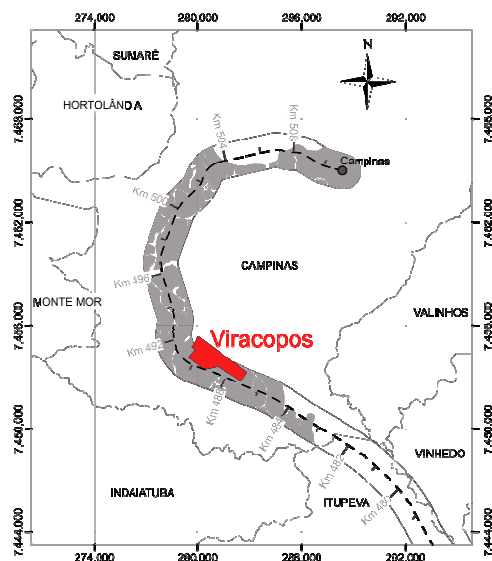 274,000 280,000 286,000 292,000
N
SUMARÉ
HORTOLÂNDIA
7.468,000 7.468,000
Km 504
Km 508
Campinas
Km 500
7.462,000 7.462,000
CAMPINAS
Km 496
MONTE MOR
VALINHOS
7.456,000 7.456,000
Km 492
Viracopos
Km 488
7.450,000 7.450,000
Km 484
Km 482
VINHEDO
INDAIATUBA
ITUPEVA
Km 480
7.444,000 7.444,000
274,000 280,000 286,000 292,000